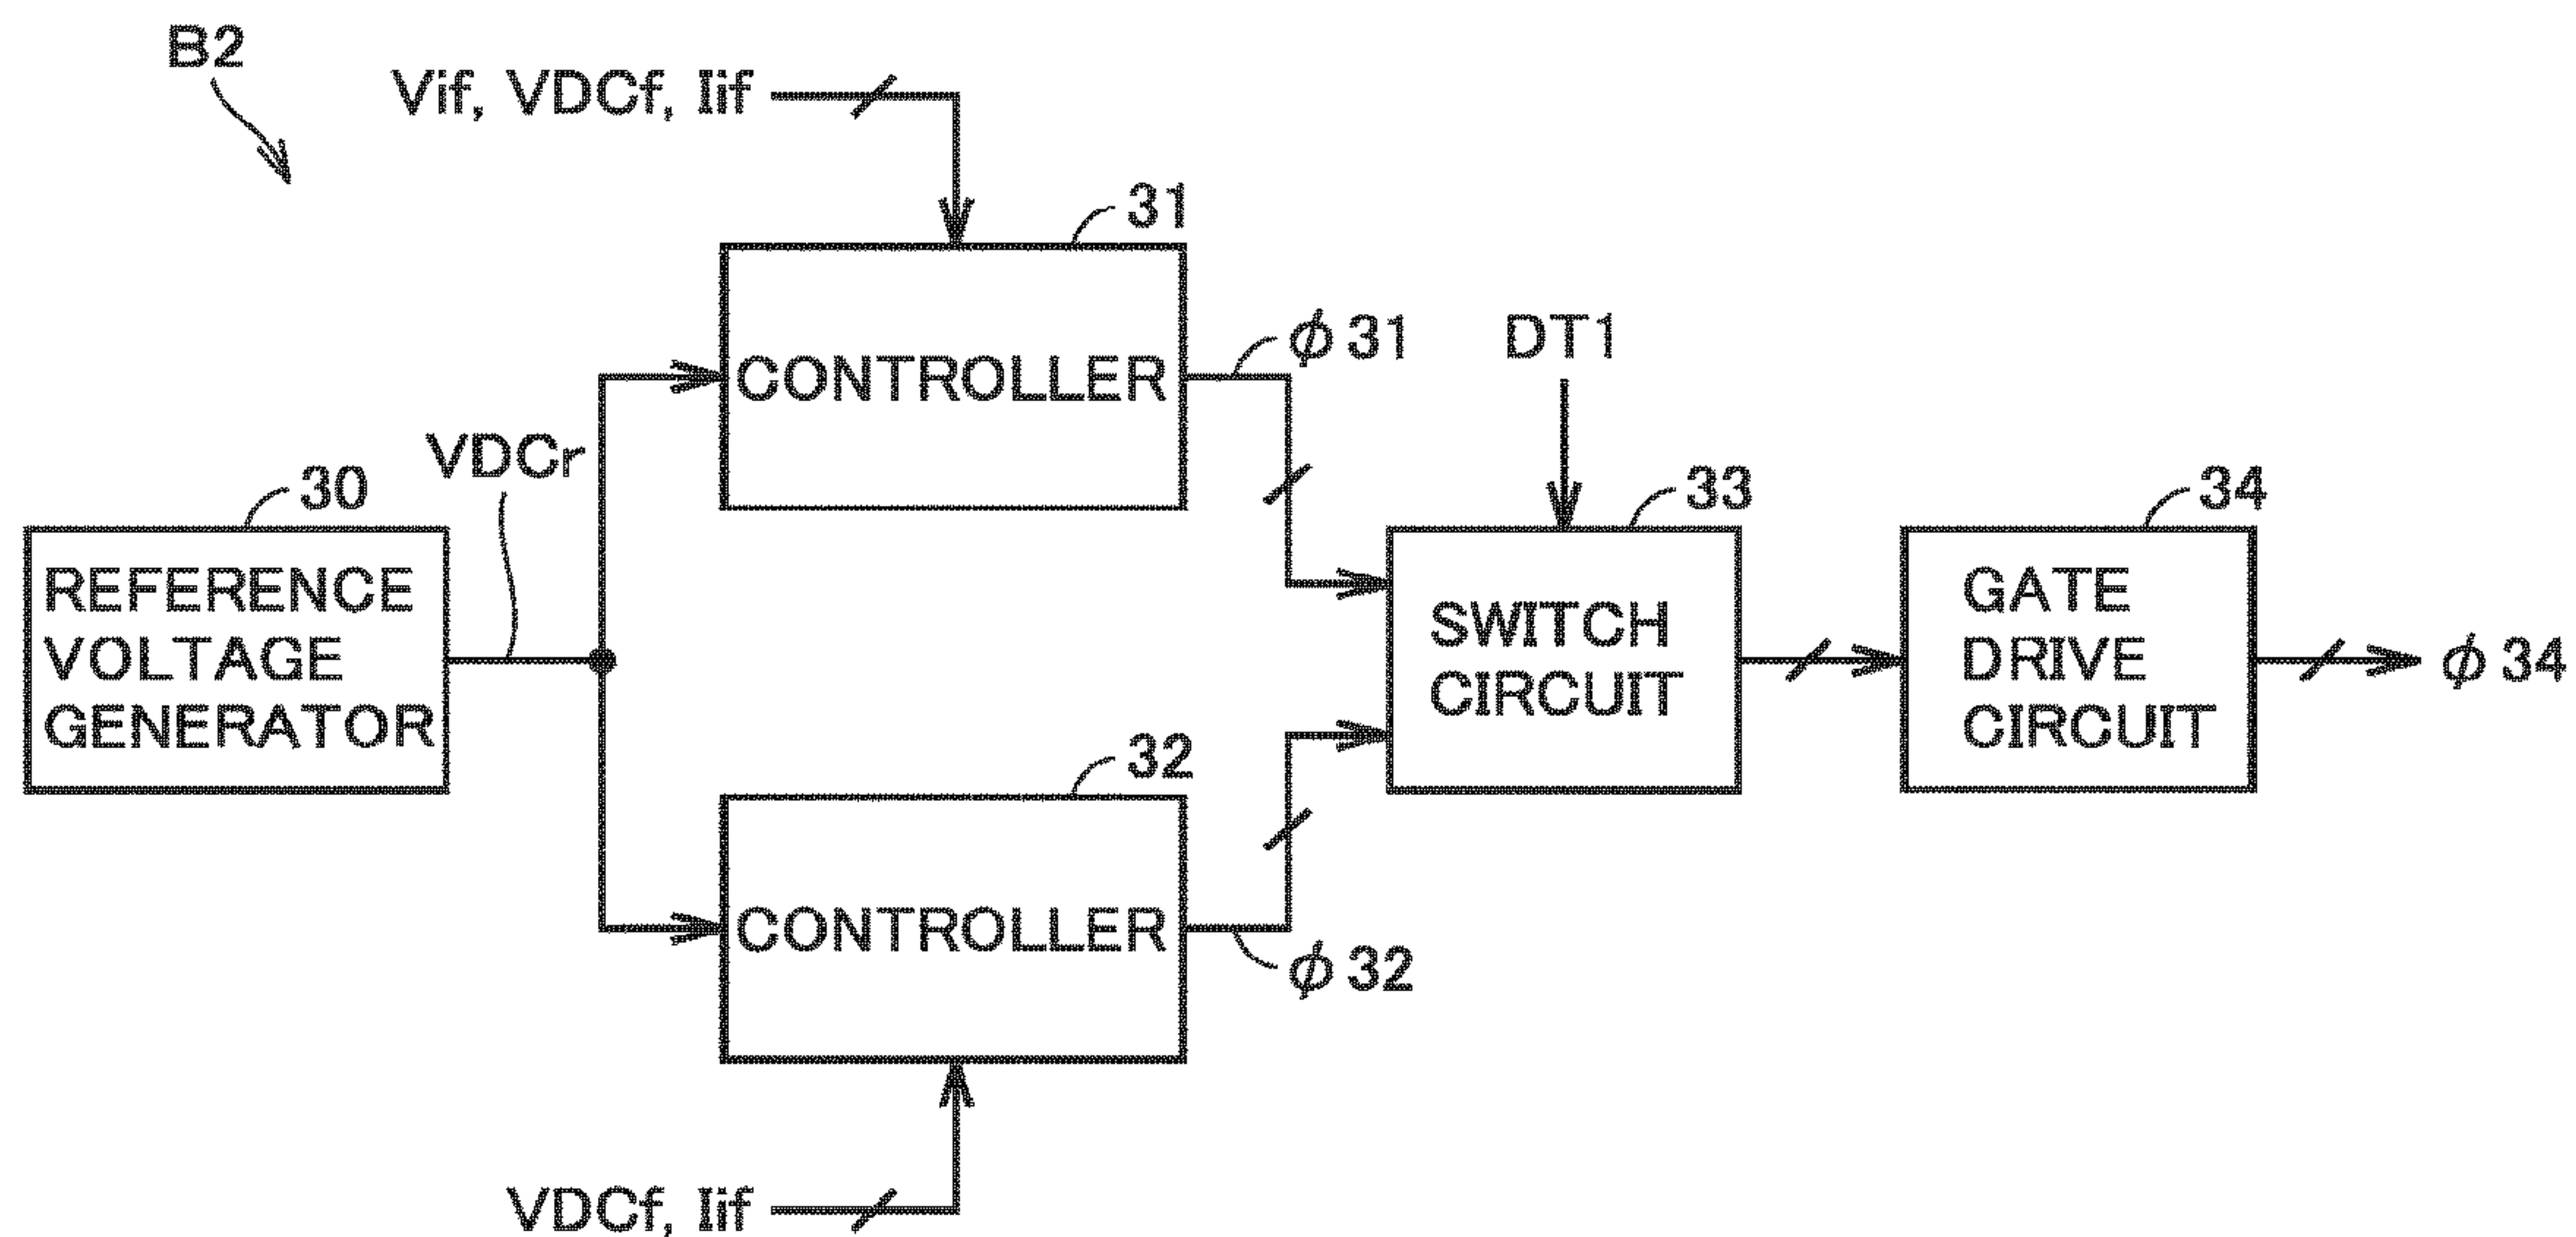 B2
Vif, VDCf, Iif
31
CONTROLLER
ϕ31
DT1
VDCr
30
REFERENCE
VOLTAGE
GENERATOR
33
SWITCH
CIRCUIT
34
GATE
DRIVE
CIRCUIT
ϕ34
32
CONTROLLER
ϕ32
VDCf, Iif